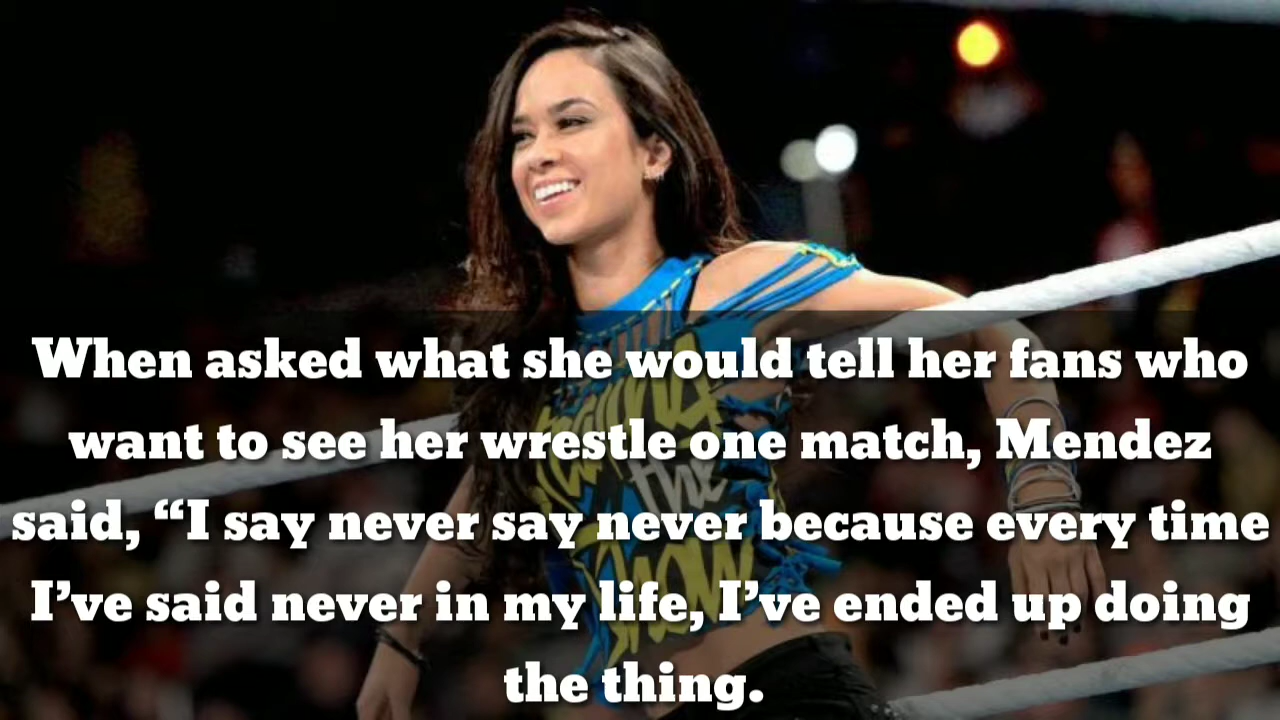 When asked what she would tell her fans who
want to see her wrestle one match, Mendez
said, “I say never say never because every time
I’ve said never in my life, I’ve ended up doing
the thing.
the